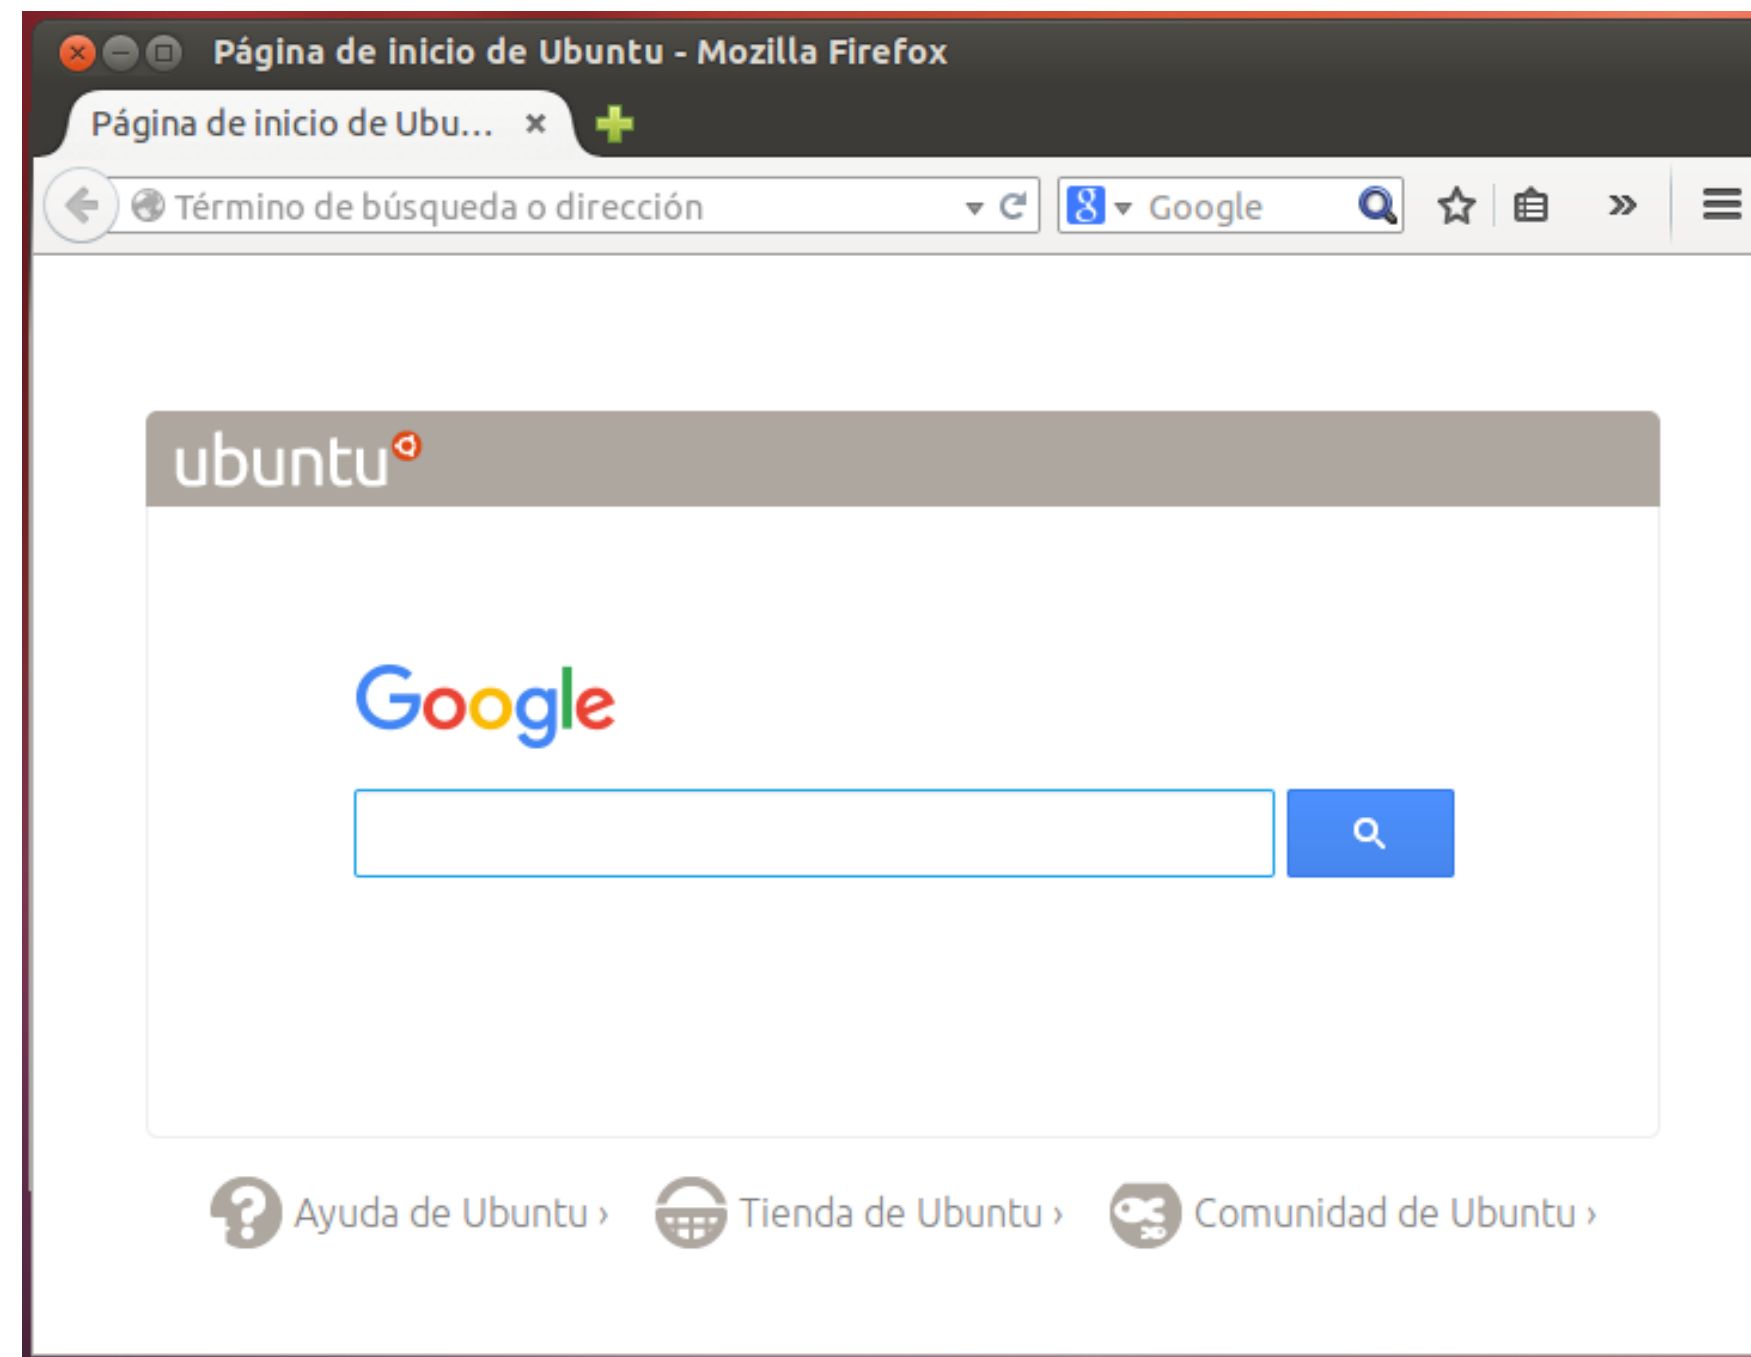 Página de inicio de Ubuntu - Mozilla Firefox
Página de inicio de Ubu...
Término de búsqueda o dirección
8 Google
ubuntu
Google
Ayuda de Ubuntu ›
Tienda de Ubuntu ›
Comunidad de Ubuntu ›